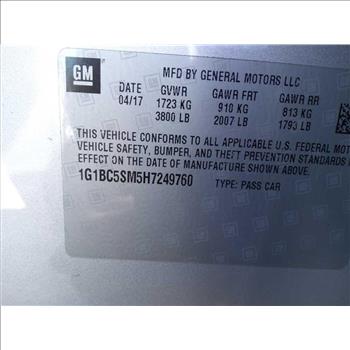 GM
MFD BY GENERAL MOTORS LLC
DATE GVWR GAWR FRT GAWR RR
04/17 1723 KG 910 KG 813 KG
3800 LB 2007 LB 1793 LB
THIS VEHICLE CONFORMS TO ALL APPLICABLE U.S. FEDERAL MOTOR
VEHICLE SAFETY, BUMPER, AND THEFT PREVENTION STANDARDS
EFFECT ON THE DATE OF MANUFACTURE SHOWN ABOVE.
1G1BC5SM5H7249760 TYPE: PASS CAR